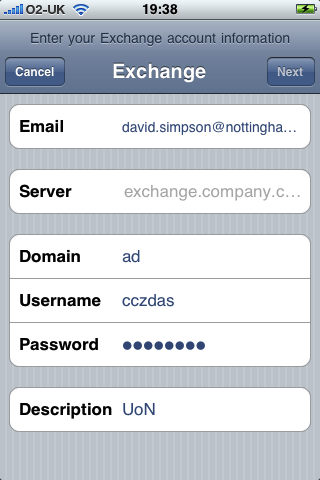 O2-UK 19:38
Enter your Exchange account information
Cancel Exchange Next
Email david.simpson@nottingha...
Server exchange.company.c...
Domain ad
Username cczdas
Password ●●●●●●●●
Description UoN